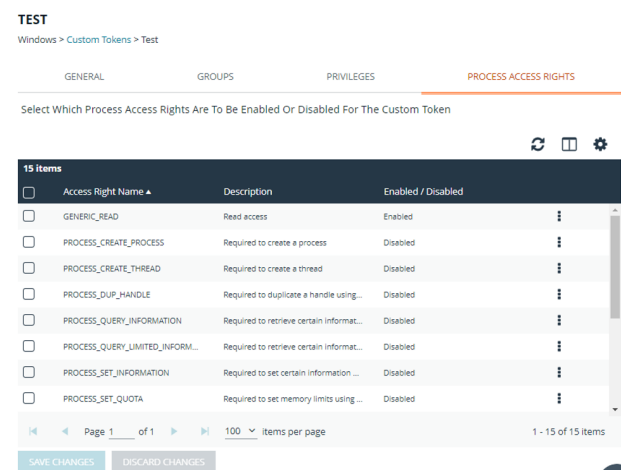 TEST
Windows > Custom Tokens > Test
GENERAL GROUPS PRIVILEGES PROCESS ACCESS RIGHTS
Select Which Process Access Rights Are To Be Enabled Or Disabled For The Custom Token
15 items
Access Right Name Description Enabled / Disabled
GENERIC_READ Read access Enabled
PROCESS_CREATE_PROCESS Required to create a process Disabled
PROCESS_CREATE_THREAD Required to create a thread Disabled
PROCESS_DUP_HANDLE Required to duplicate a handle using... Disabled
PROCESS_QUERY_INFORMATION Required to retrieve certain informat... Disabled
PROCESS_QUERY_LIMITED_INFORM... Required to retrieve certain informat... Disabled
PROCESS_SET_INFORMATION Required to set certain information ... Disabled
PROCESS_SET_QUOTA Required to set memory limits using ... Disabled
Page 1 of 1 100 items per page 1 - 15 of 15 items
SAVE CHANGES DISCARD CHANGES